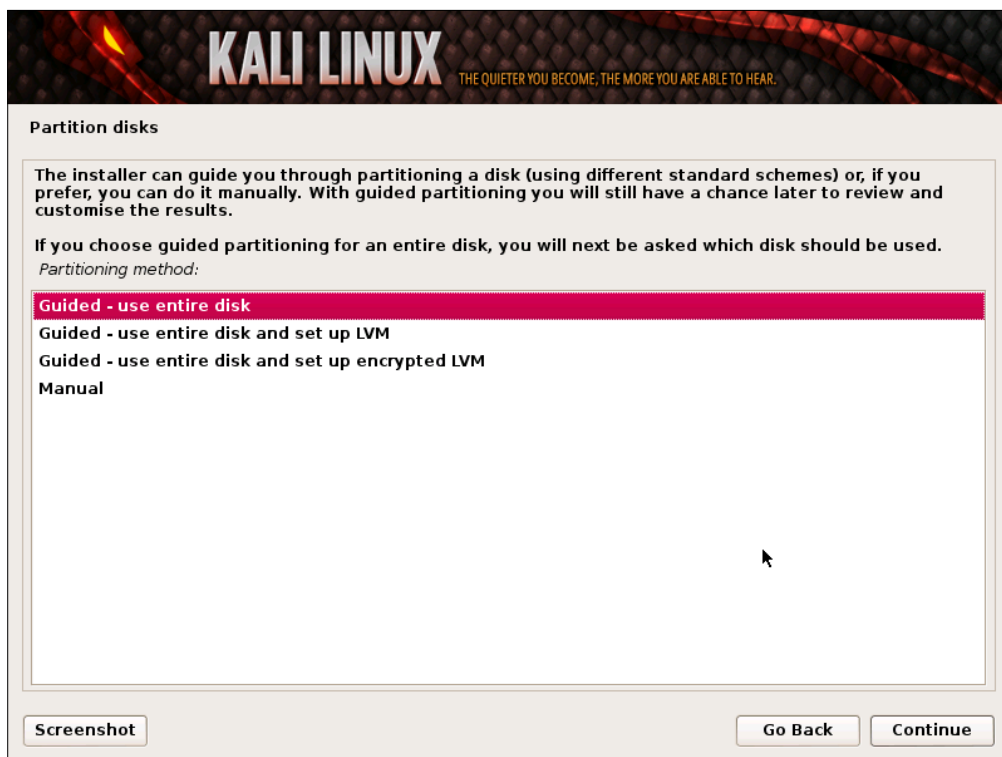 KALI LINUX
THE QUIETER YOU BECOME, THE MORE YOU ARE ABLE TO HEAR.
Partition disks
The installer can guide you through partitioning a disk (using different standard schemes) or, if you
prefer, you can do it manually. With guided partitioning you will still have a chance later to review and
customise the results.
If you choose guided partitioning for an entire disk, you will next be asked which disk should be used.
Partitioning method:
Guided - use entire disk
Guided - use entire disk and set up LVM
Guided - use entire disk and set up encrypted LVM
Manual
Screenshot
Go Back
Continue